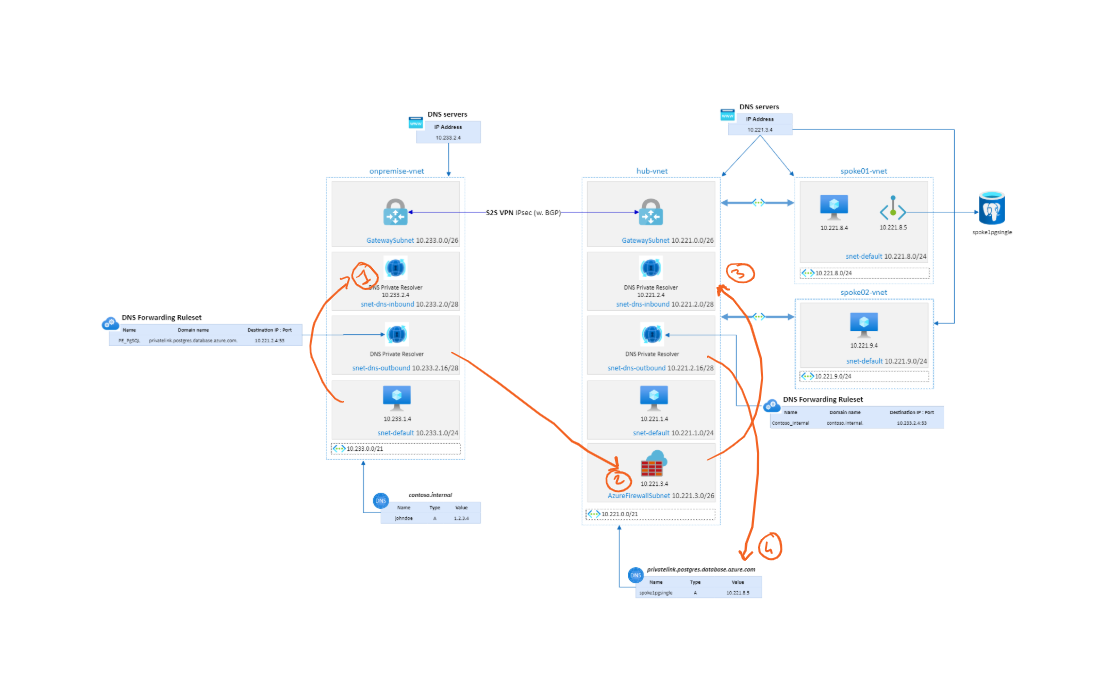 DNS servers
IP Address
10.233.2.4
DNS servers
IP Address
10.221.3.4
onpremise-vnet
hub-vnet
spoke01-vnet
S2S VPN IPsec (w. BGP)
GatewaySubnet 10.233.0.0/26
GatewaySubnet 10.221.0.0/26
10.221.8.4
10.221.8.5
snet-default 10.221.8.0/24
10.221.8.0/24
spoke1pgsingle
1
DNS Private Resolver
10.233.2.4
snet-dns-inbound 10.233.2.0/28
3
DNS Private Resolver
10.221.2.4
snet-dns-inbound 10.221.2.0/28
spoke02-vnet
10.221.9.4
snet-default 10.221.9.0/24
10.221.9.0/24
DNS Forwarding Ruleset
Name Domain name Destination IP : Port
PE_PgSQL privatelink.postgres.database.azure.com. 10.221.2.4:53
DNS Private Resolver
snet-dns-outbound 10.233.2.16/28
DNS Private Resolver
snet-dns-outbound 10.221.2.16/28
DNS Forwarding Ruleset
Name Domain name Destination IP : Port
Contoso_Internal contoso.internal. 10.233.2.4:53
10.233.1.4
snet-default 10.233.1.0/24
10.233.0.0/21
10.221.1.4
snet-default 10.221.1.0/24
2
10.221.3.4
AzureFirewallSubnet 10.221.3.0/26
10.221.0.0/21
DNS
contoso.internal
Name Type Value
johndoe A 1.2.3.4
4
DNS
privatelink.postgres.database.azure.com
Name Type Value
spoke1pgsingle A 10.221.8.5